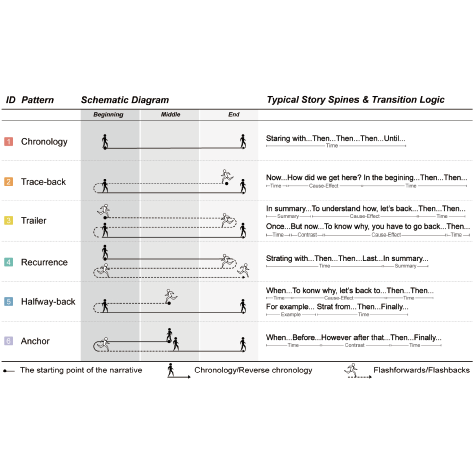 ID Pattern Schematic Diagram Typical Story Spines & Transition Logic
Beginning Middle End
1 Chronology Staring with...Then...Then...Then...Until...
Time
2 Trace-back Now...How did we get here? In the begining...Then...Then...
Time Cause-Effect Time
3 Trailer In summary...To understand how, let's back...Then...Then...
Summary Cause-Effect Time
Once...But now...To know why, you have to go back...Then...
Time Contrast Cause-Effect Time
4 Recurrence Strating with...Then...Then...Last...In summary...
Time Summary
5 Halfway-back When...To know why, let's back to...Then...Then...
Time Cause-Effect Time
For example... Strat from...Then...Finally...
Example Time
6 Anchor When...Before...However after that...Then...Finally...
Time Contrast Time
The starting point of the narrative Chronology/Reverse chronology Flashforwards/Flashbacks